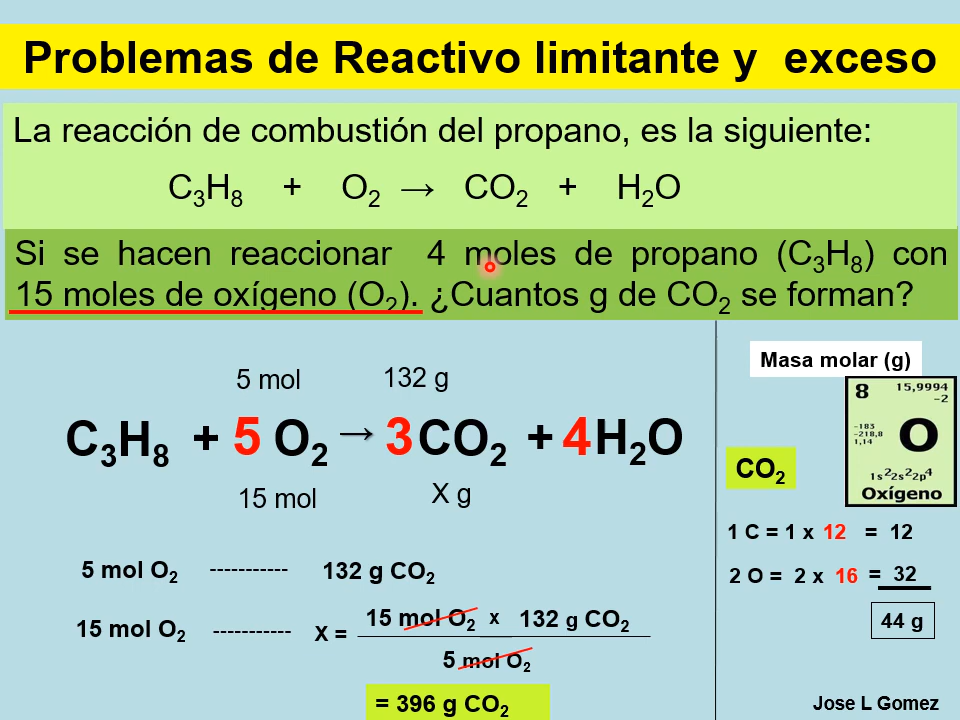 Problemas de Reactivo limitante y exceso
La reacción de combustión del propano, es la siguiente:
C₃H₈ + O₂ → CO₂ + H₂O
Si se hacen reaccionar 4 moles de propano (C₃H₈) con
15 moles de oxígeno (O₂). ¿Cuantos g de CO₂ se forman?
5 mol 132 g
C₃H₈ + 5 O₂ → 3 CO₂ + 4 H₂O
15 mol X g
5 mol O₂ ----------- 132 g CO₂
15 mol O₂ ----------- X = 15 mol O₂ x 132 g CO₂
5 mol O₂
= 396 g CO₂
Masa molar (g)
8 15,9994
-2
-183
-218,8
1,14
O
1s²2s²2p⁴
Oxígeno
CO₂
1 C = 1 x 12 = 12
2 O = 2 x 16 = 32
44 g
Jose L Gomez